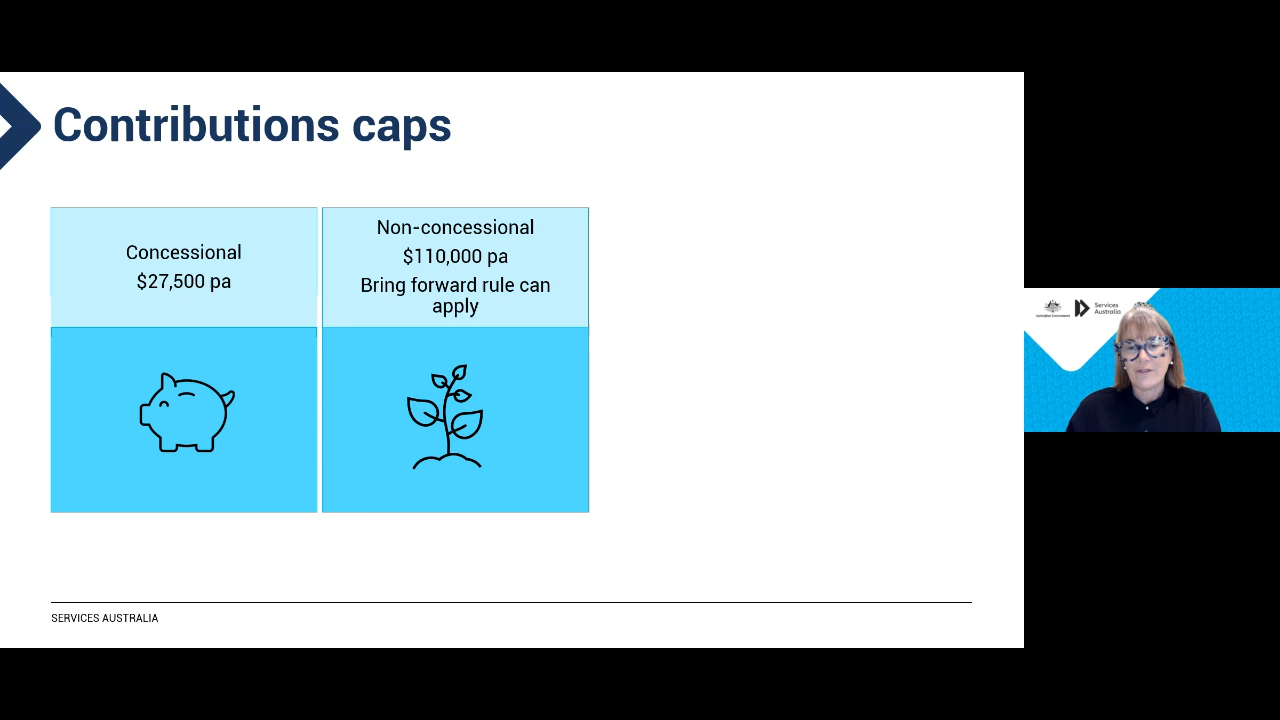 Contributions caps
Concessional
$27,500 pa
Non-concessional
$110,000 pa
Bring forward rule can
apply
Services
Australia
SERVICES AUSTRALIA